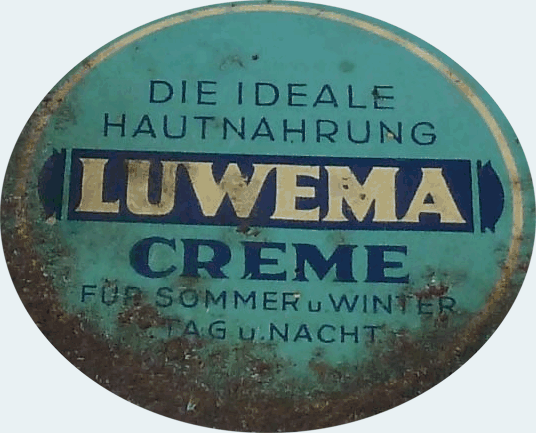 DIE IDEALE
HAUTNAHRUNG
LUWEMA
CREME
FÜR SOMMER u. WINTER
TAG u. NACHT